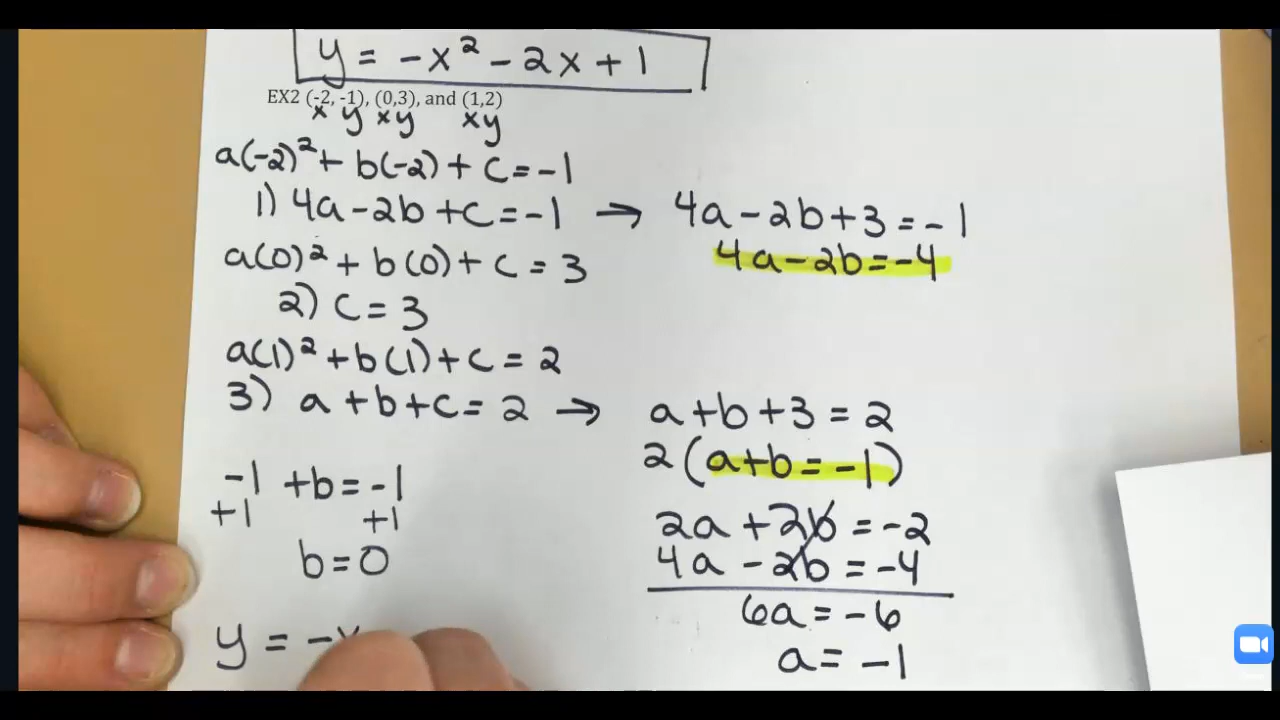 y = -x² - 2x + 1
EX2 (-2, -1), (0,3), and (1,2)
x y x y x y
a(-2)² + b(-2) + c = -1
1) 4a - 2b + c = -1 → 4a - 2b + 3 = -1
4a - 2b = -4
a(0)² + b(0) + c = 3
2) c = 3
a(1)² + b(1) + c = 2
3) a + b + c = 2 → a + b + 3 = 2
2(a + b = -1)
-1 + b = -1
+1 +1
b = 0
2a + 2b = -2
4a - 2b = -4
6a = -6
a = -1
y = -x